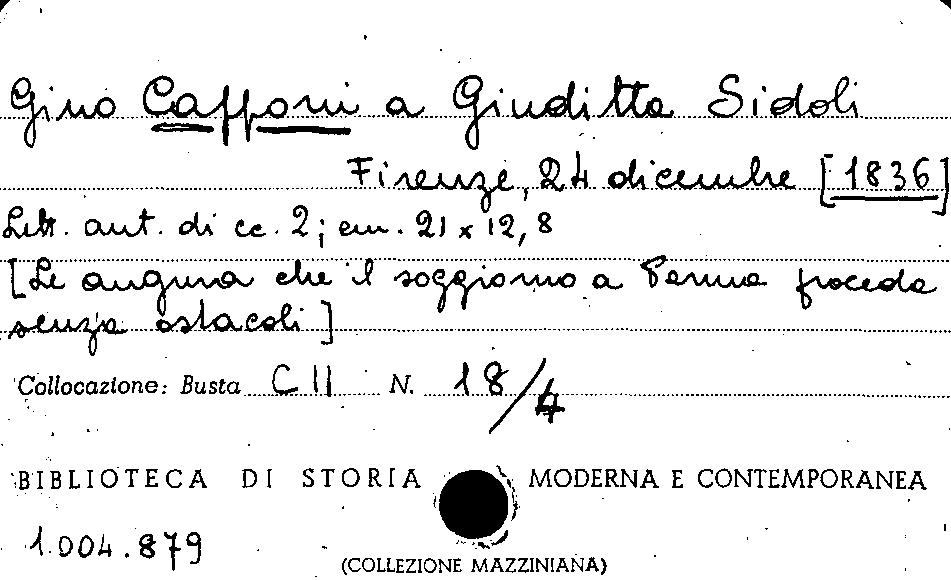 Gino Capponi a Giuditta Sidoli
Firenze, 24 dicembre [1836]
Lett. aut. di cc. 2; cm. 21 x 12,8
[Le augura che il soggiorno a Parma proceda
senza ostacoli]
Collocazione: Busta C II N. 18/4
BIBLIOTECA DI STORIA MODERNA E CONTEMPORANEA
1.004.879
(COLLEZIONE MAZZINIANA)